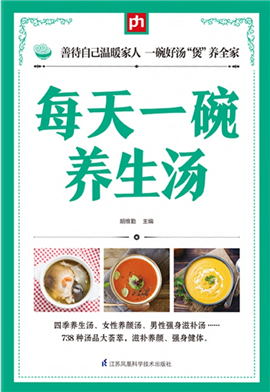 ph
善待自己温暖家人 一碗好汤“煲”养全家
每天一碗
养生汤
胡维勤 主编
四季养生汤、女性养颜汤、男性强身滋补汤……
738种汤品大荟萃，滋补养颜、强身健体。
江苏凤凰科学技术出版社